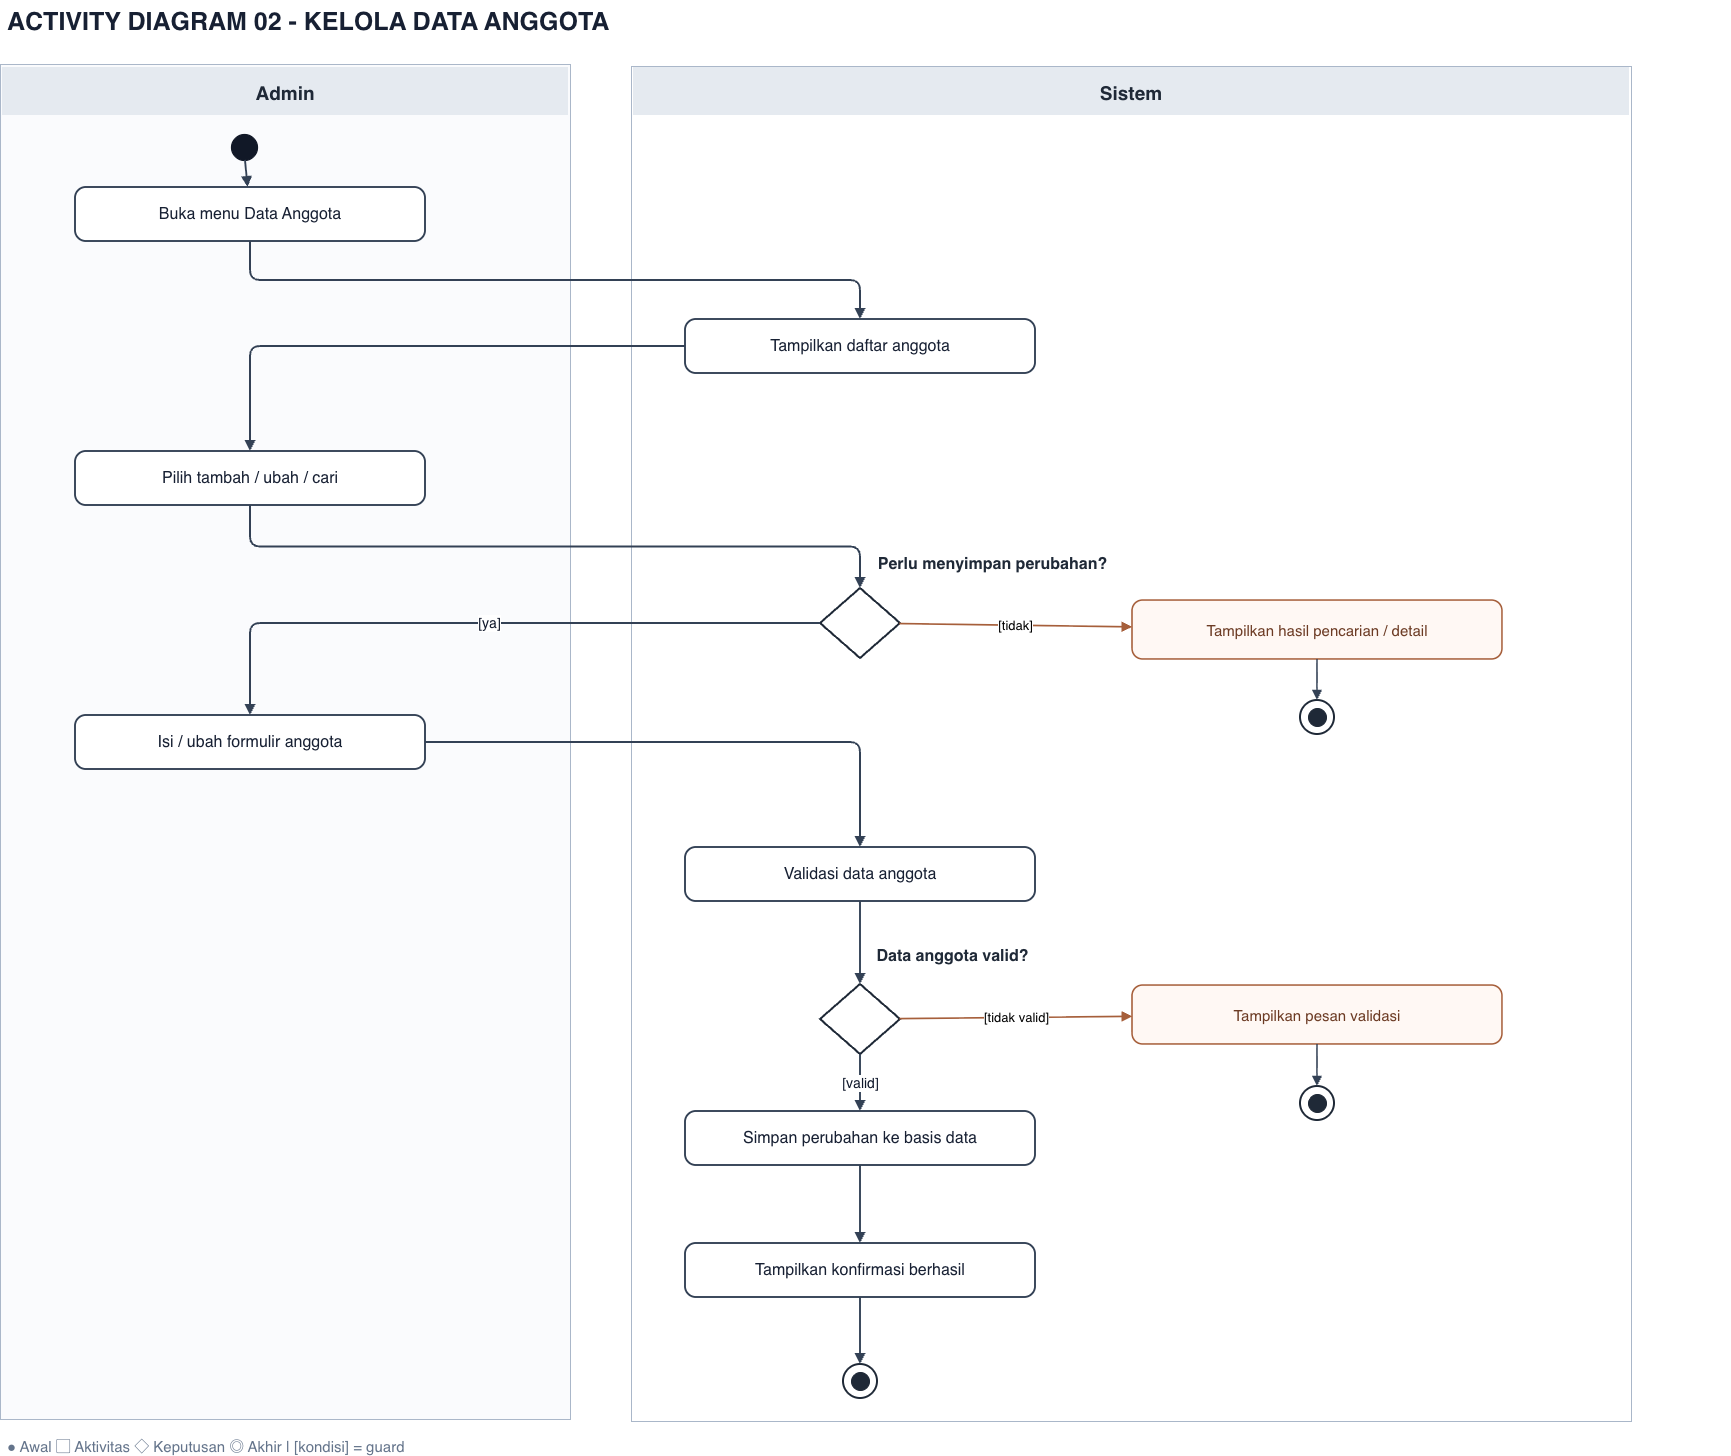 ACTIVITY DIAGRAM 02 - KELOLA DATA ANGGOTA
Admin
Sistem
Buka menu Data Anggota
Tampilkan daftar anggota
Pilih tambah / ubah / cari
Perlu menyimpan perubahan?
[ya]
[tidak]
Tampilkan hasil pencarian / detail
Isi / ubah formulir anggota
Validasi data anggota
Data anggota valid?
[tidak valid]
Tampilkan pesan validasi
[valid]
Simpan perubahan ke basis data
Tampilkan konfirmasi berhasil
● Awal □ Aktivitas ◇ Keputusan ◎ Akhir | [kondisi] = guard